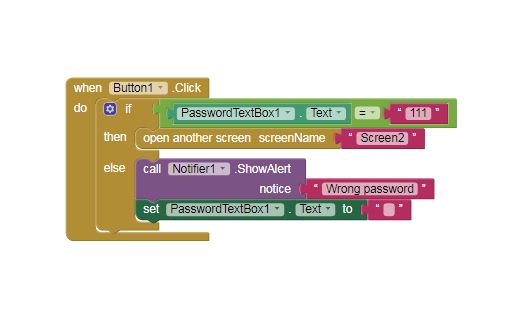 when Button1 .Click
do if PasswordTextBox1 . Text = “ 111 ”
then open another screen screenName “ Screen2 ”
else call Notifier1 .ShowAlert
notice “ Wrong password ”
set PasswordTextBox1 . Text to “ ”